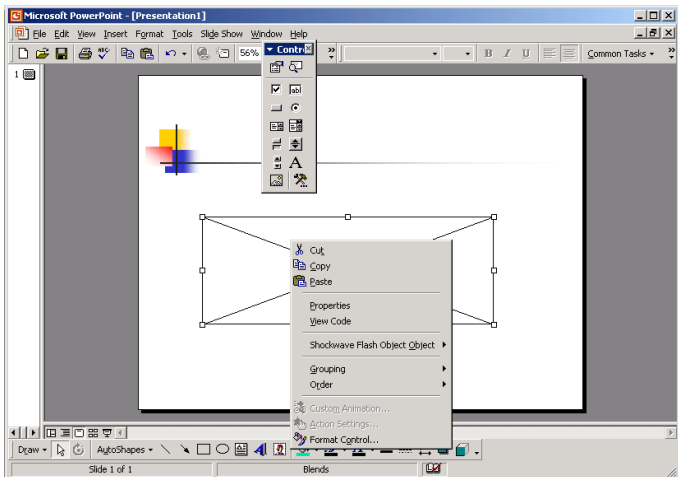 Microsoft PowerPoint - [Presentation1]
File Edit View Insert Format Tools Slide Show Window Help
56%
B I U
Common Tasks
Contr
1
ab
A
Cut
Copy
Paste
Properties
View Code
Shockwave Flash Object Object
Grouping
Order
Custom Animation...
Action Settings...
Format Control...
Draw
AutoShapes
Slide 1 of 1
Blends